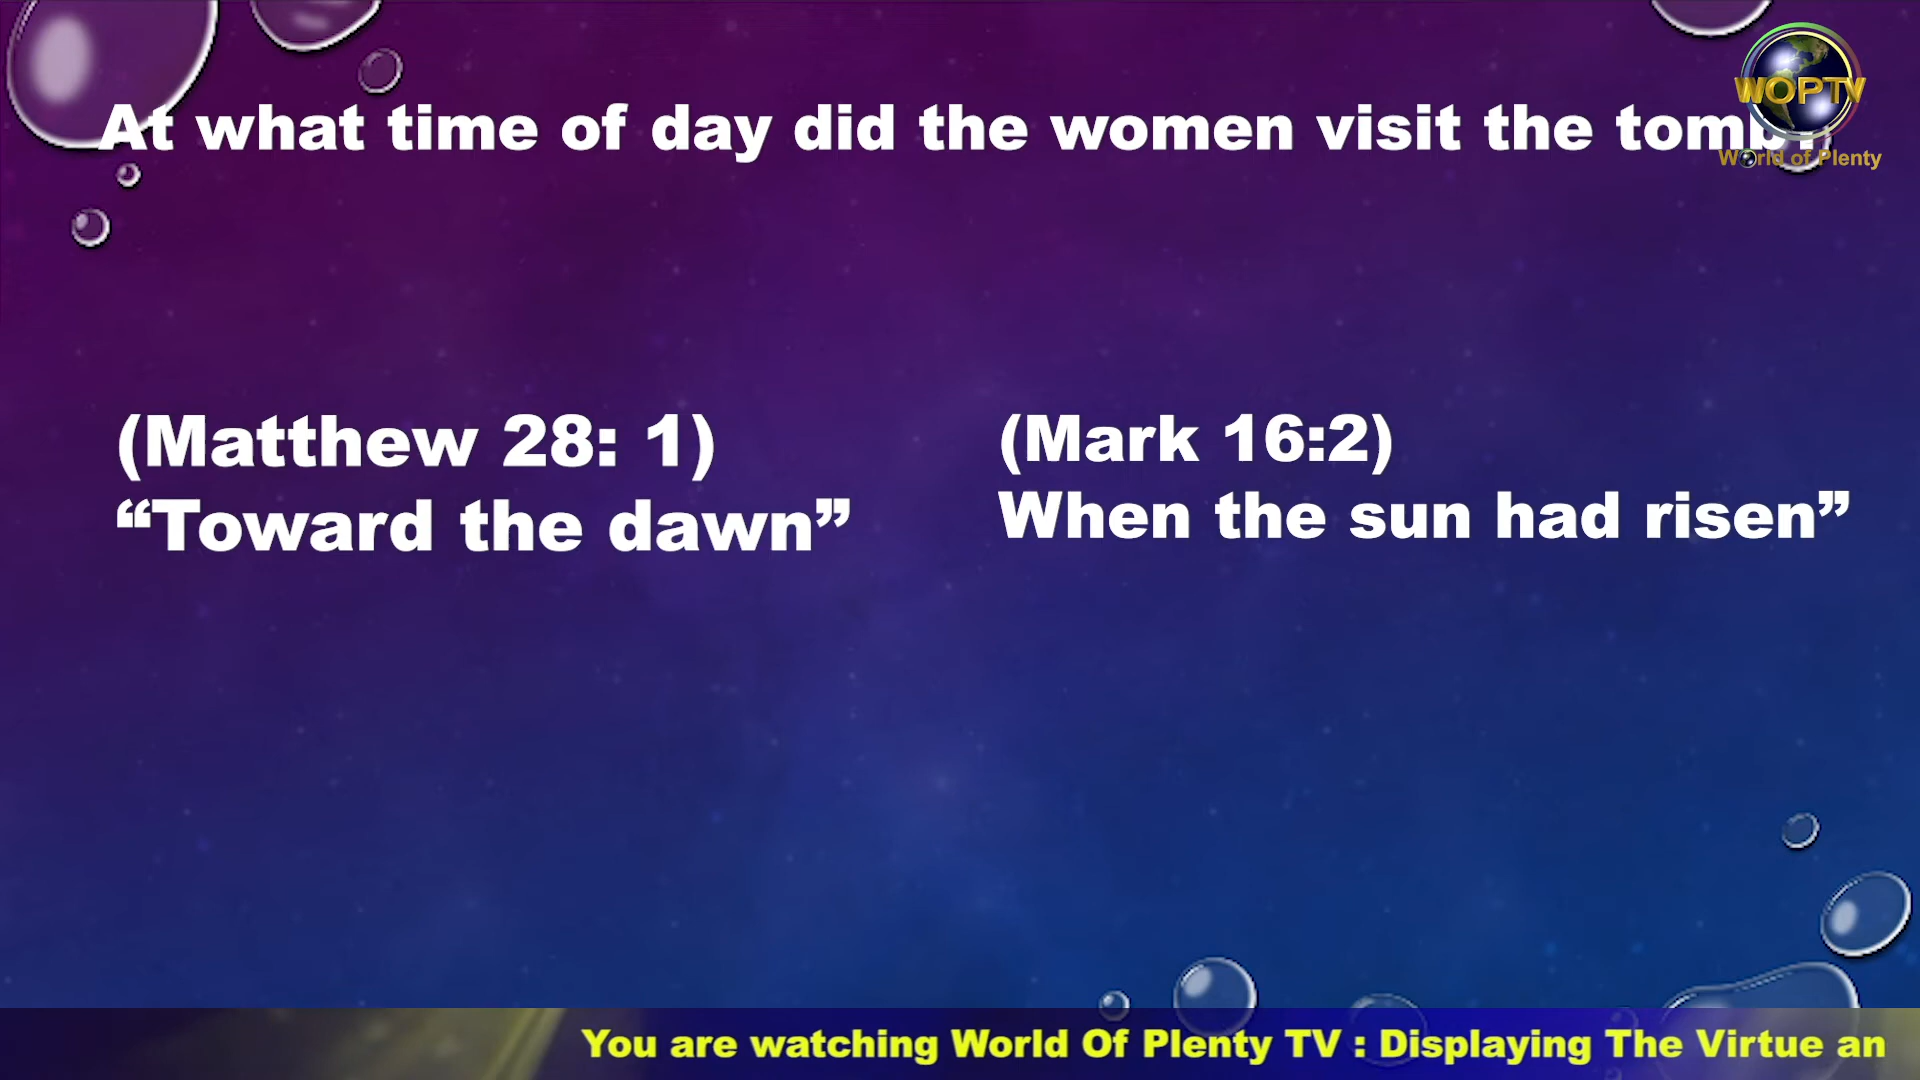 At what time of day did the women visit the tomb?
WOPTV
World of Plenty
(Matthew 28: 1)
“Toward the dawn”
(Mark 16:2)
When the sun had risen”
You are watching World Of Plenty TV : Displaying The Virtue an